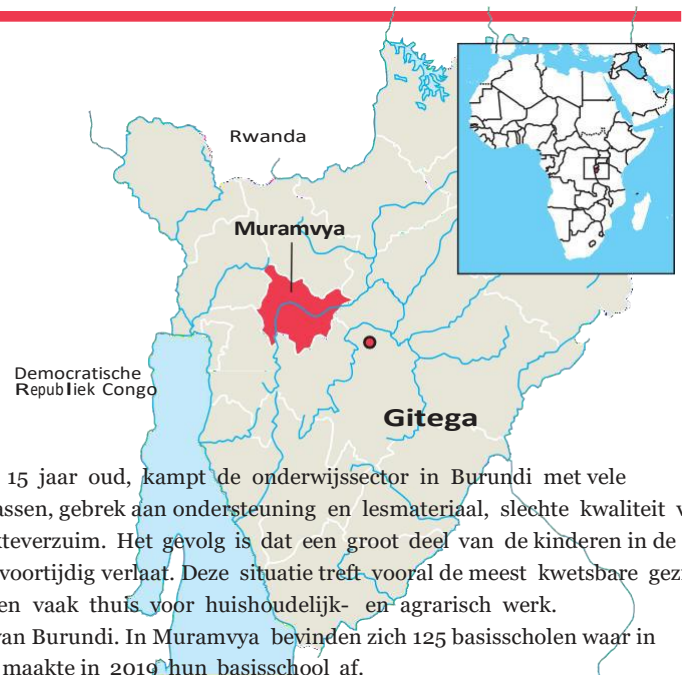 Rwanda
Muramvya
Democratische
Republiek Congo
Gitega
15 jaar oud, kampt de onderwijssector in Burundi met vele
assen, gebrek aan ondersteuning en lesmateriaal, slechte kwaliteit v
kteverzuim. Het gevolg is dat een groot deel van de kinderen in de
voortijdig verlaat. Deze situatie treft vooral de meest kwetsbare gez
en vaak thuis voor huishoudelijk- en agrarisch werk.
van Burundi. In Muramvya bevinden zich 125 basisscholen waar in
maakte in 2019 hun basisschool af.